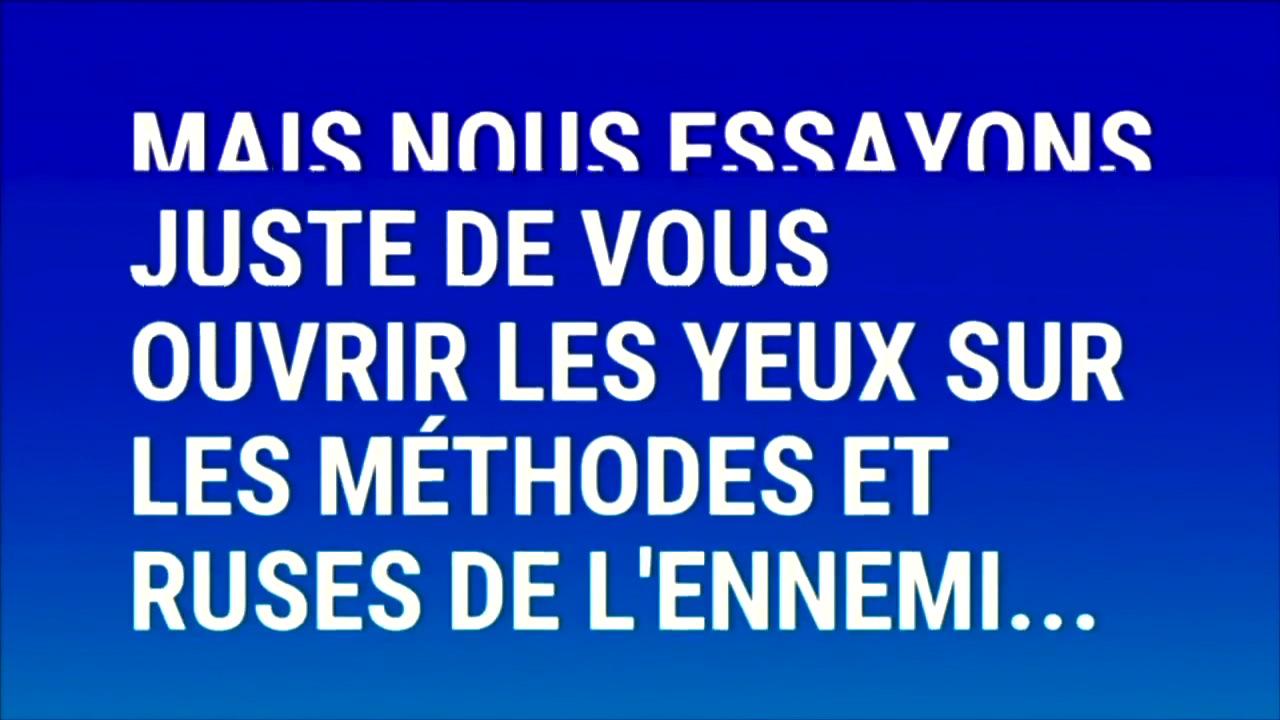 MAIS NOUS ESSAYONS
JUSTE DE VOUS
OUVRIR LES YEUX SUR
LES MÉTHODES ET
RUSES DE L'ENNEMI...